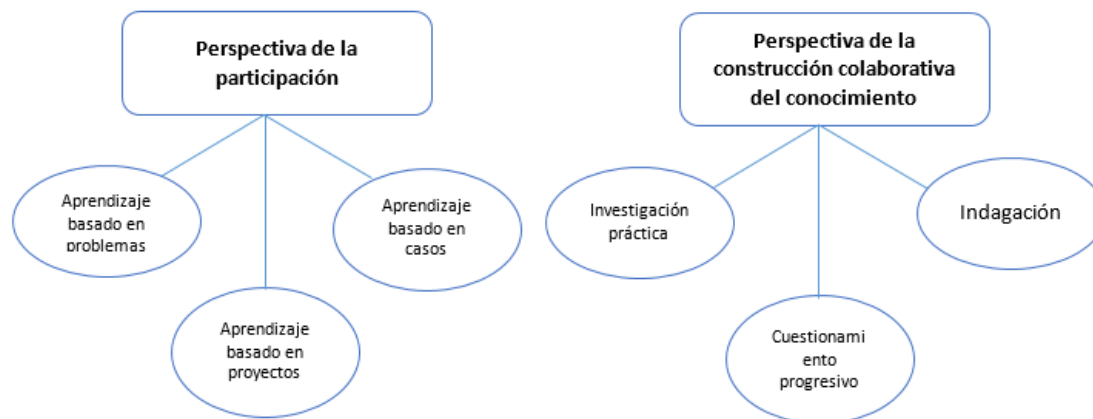 Perspectiva de la
participación
Aprendizaje
basado en
problemas
Aprendizaje
basado en
proyectos
Aprendizaje
basado en
casos
Perspectiva de la
construcción colaborativa
del conocimiento
Investigación
práctica
Cuestionami
ento
progresivo
Indagación